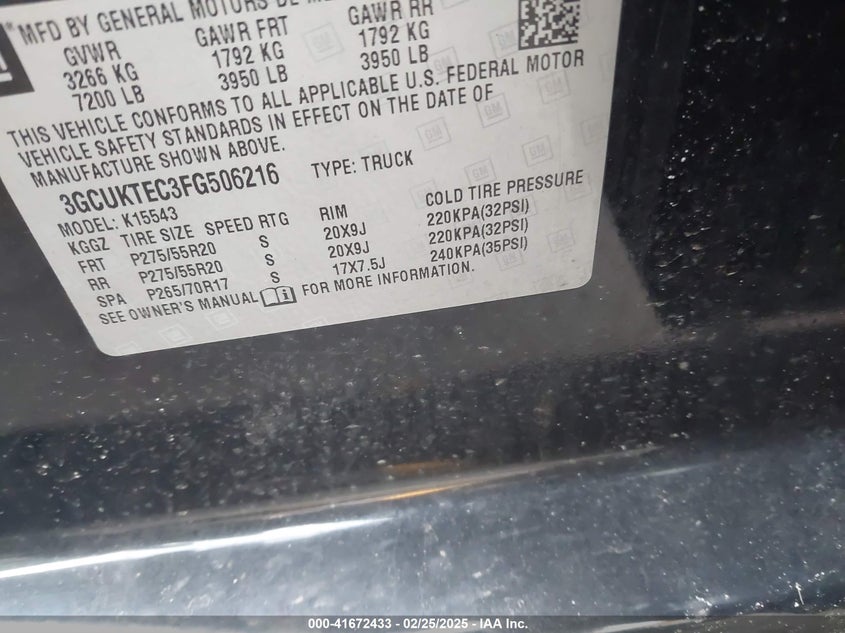 MFD BY GENERAL MOTORS DE
GVWR GAWR FRT GAWR RR
3266 KG 1792 KG 1792 KG
7200 LB 3950 LB 3950 LB
THIS VEHICLE CONFORMS TO ALL APPLICABLE U.S. FEDERAL MOTOR
VEHICLE SAFETY STANDARDS IN EFFECT ON THE DATE OF
MANUFACTURE SHOWN ABOVE.
3GCUKTEC3FG506216 TYPE: TRUCK
MODEL: K15543
KGGZ TIRE SIZE SPEED RTG RIM COLD TIRE PRESSURE
FRT P275/55R20 S 20X9J 220KPA(32PSI)
RR P275/55R20 S 20X9J 220KPA(32PSI)
SPA P265/70R17 S 17X7.5J 240KPA(35PSI)
SEE OWNER'S MANUAL FOR MORE INFORMATION.
000-41672433 - 02/25/2025 - IAA Inc.